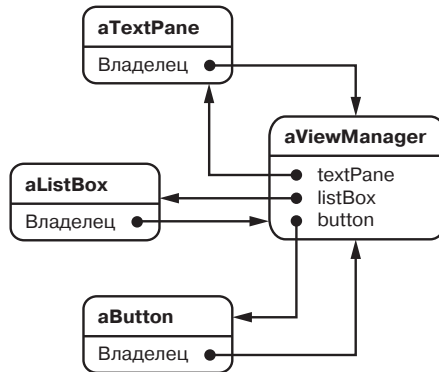 aTextPane
Владелец
aViewManager
textPane
listBox
button
aListBox
Владелец
aButton
Владелец